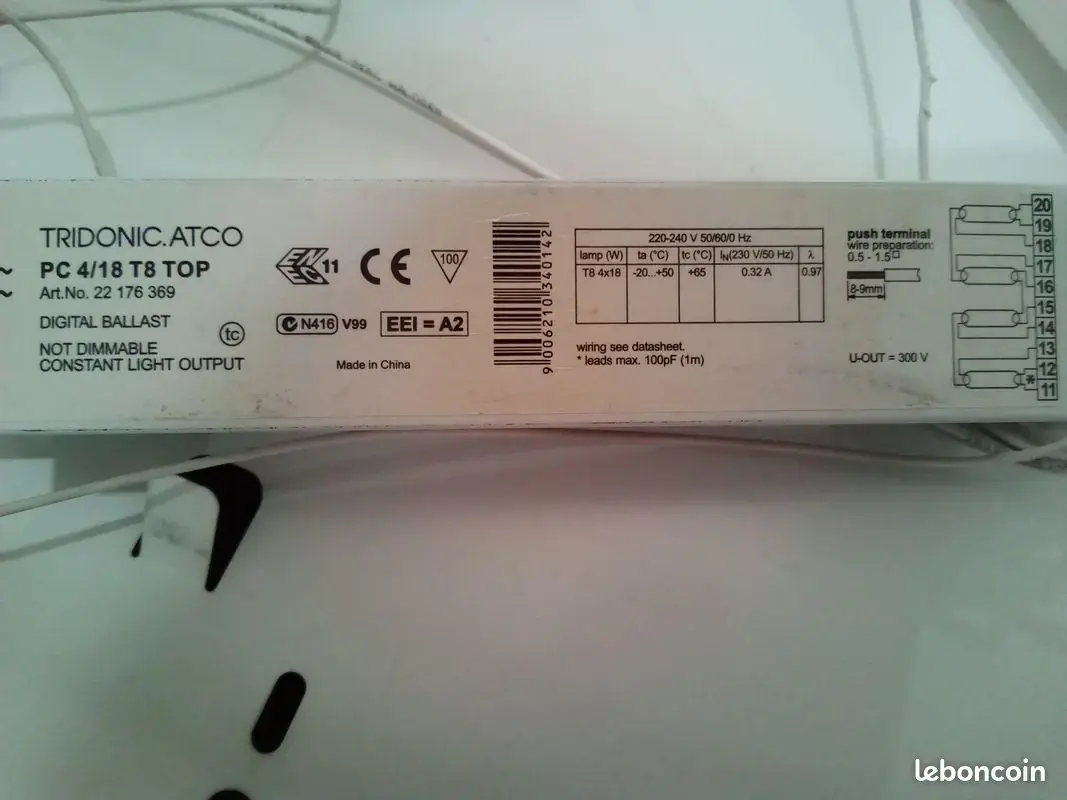 TRIDONIC.ATCO
~ PC 4/18 T8 TOP
~ Art.No. 22 176 369
DIGITAL BALLAST
NOT DIMMABLE
CONSTANT LIGHT OUTPUT
tc
11
CE
100
N416 V99
EEI = A2
Made in China
9 006210 340142
220-240 V 50/60/0 Hz
lamp (W) ta (°C) tc (°C) IN(230 V/50 Hz) λ
T8 4x18 -20...+50 +65 0.32 A 0.97
wiring see datasheet.
* leads max. 100pF (1m)
push terminal
wire preparation:
0.5 - 1.5□
8-9mm
U-OUT = 300 V
20
19
18
17
16
15
14
13
12
* 11
leboncoin